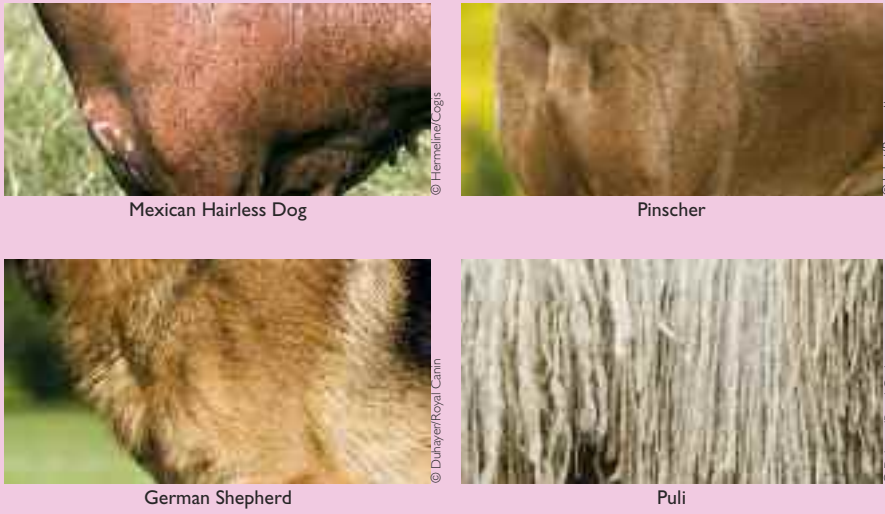 © Hermeline/Cogis
Mexican Hairless Dog
Pinscher
© Duhayer/Royal Canin
German Shepherd
Puli